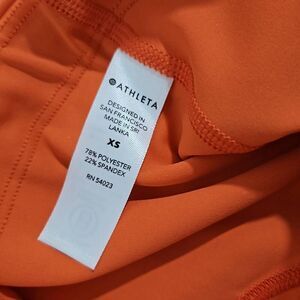 ATHLETA
DESIGNED IN
SAN FRANCISCO
MADE IN SRI
LANKA
XS
78% POLYESTER
22% SPANDEX
RN 54023